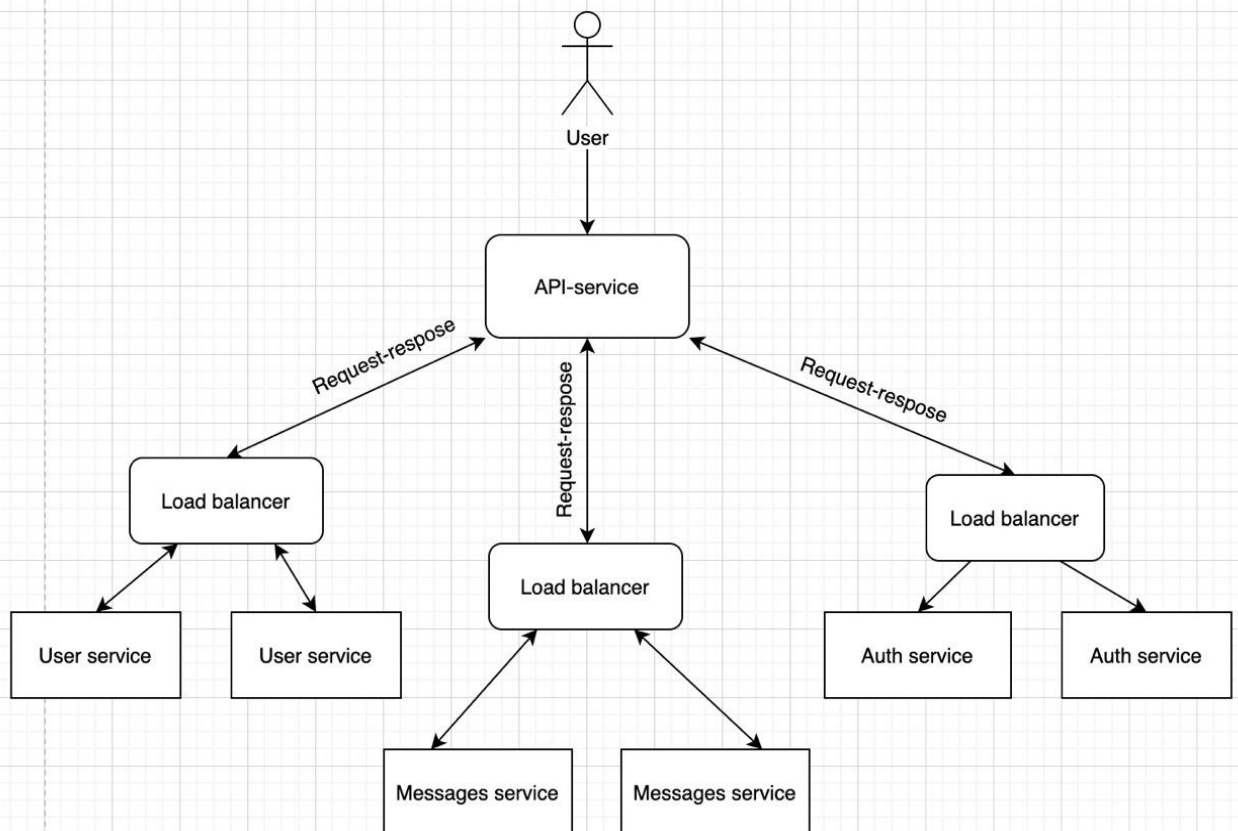 User
API-service
Request-respose
Request-respose
Request-respose
Load balancer
Load balancer
Load balancer
User service
User service
Auth service
Auth service
Messages service
Messages service